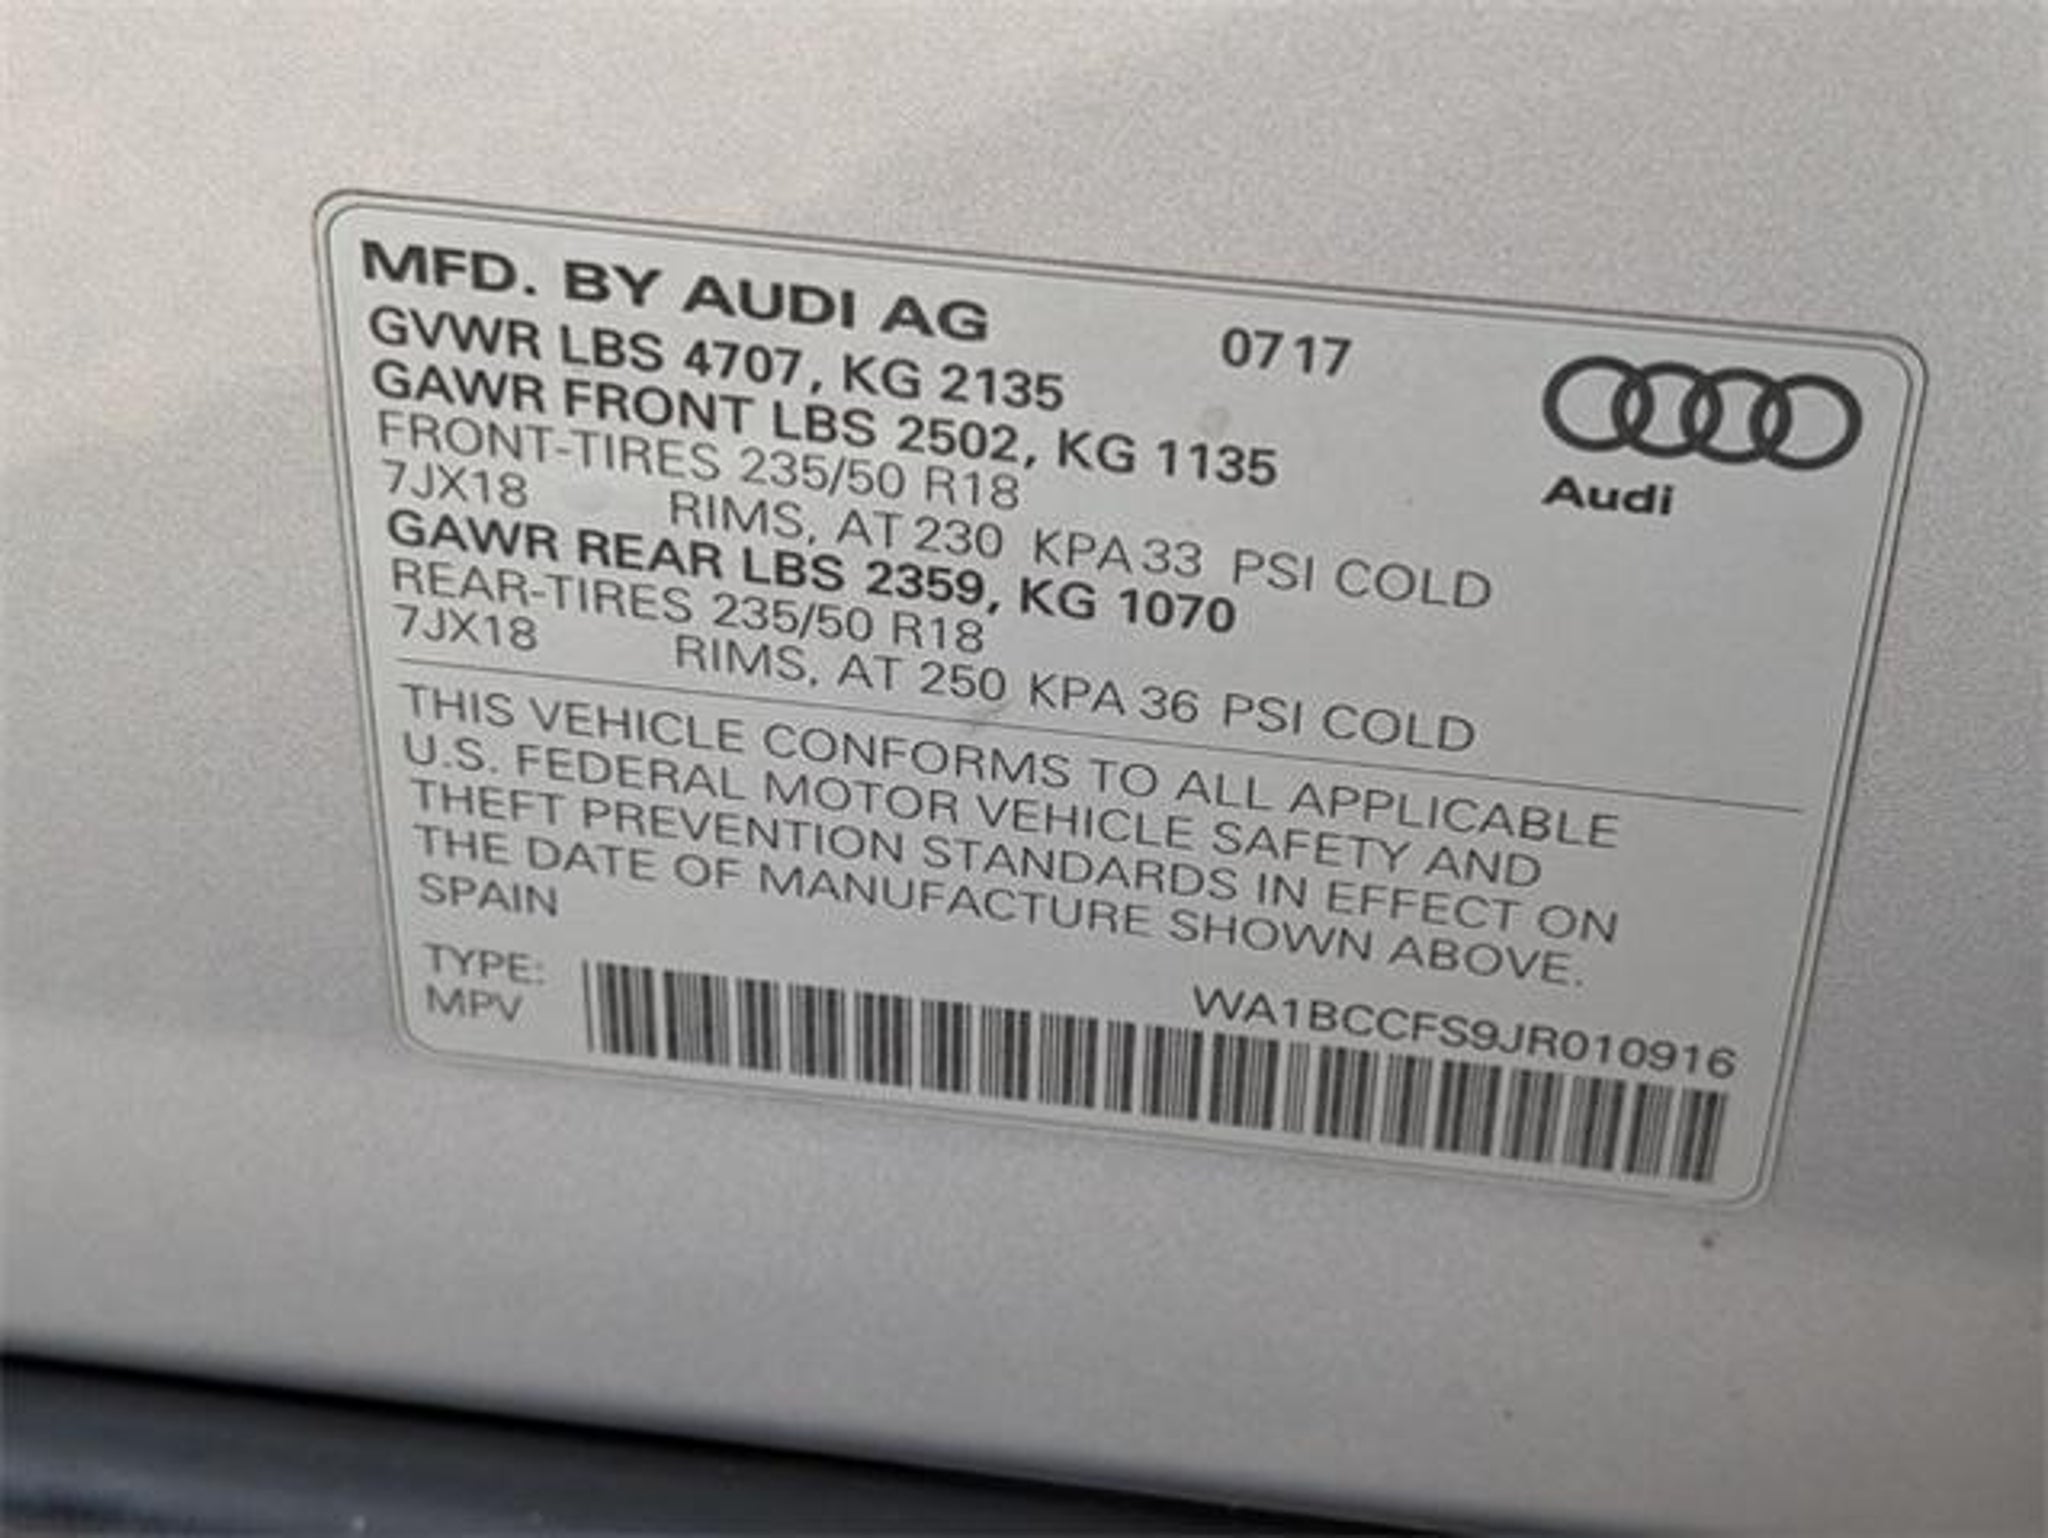 MFD. BY AUDI AG 07 17
GVWR LBS 4707, KG 2135
GAWR FRONT LBS 2502, KG 1135
FRONT-TIRES 235/50 R18
7JX18 RIMS, AT 230 KPA 33 PSI COLD
GAWR REAR LBS 2359, KG 1070
REAR-TIRES 235/50 R18
7JX18 RIMS, AT 250 KPA 36 PSI COLD
Audi
THIS VEHICLE CONFORMS TO ALL APPLICABLE
U.S. FEDERAL MOTOR VEHICLE SAFETY AND
THEFT PREVENTION STANDARDS IN EFFECT ON
THE DATE OF MANUFACTURE SHOWN ABOVE.
SPAIN
TYPE:
MPV
WA1BCCFS9JR010916